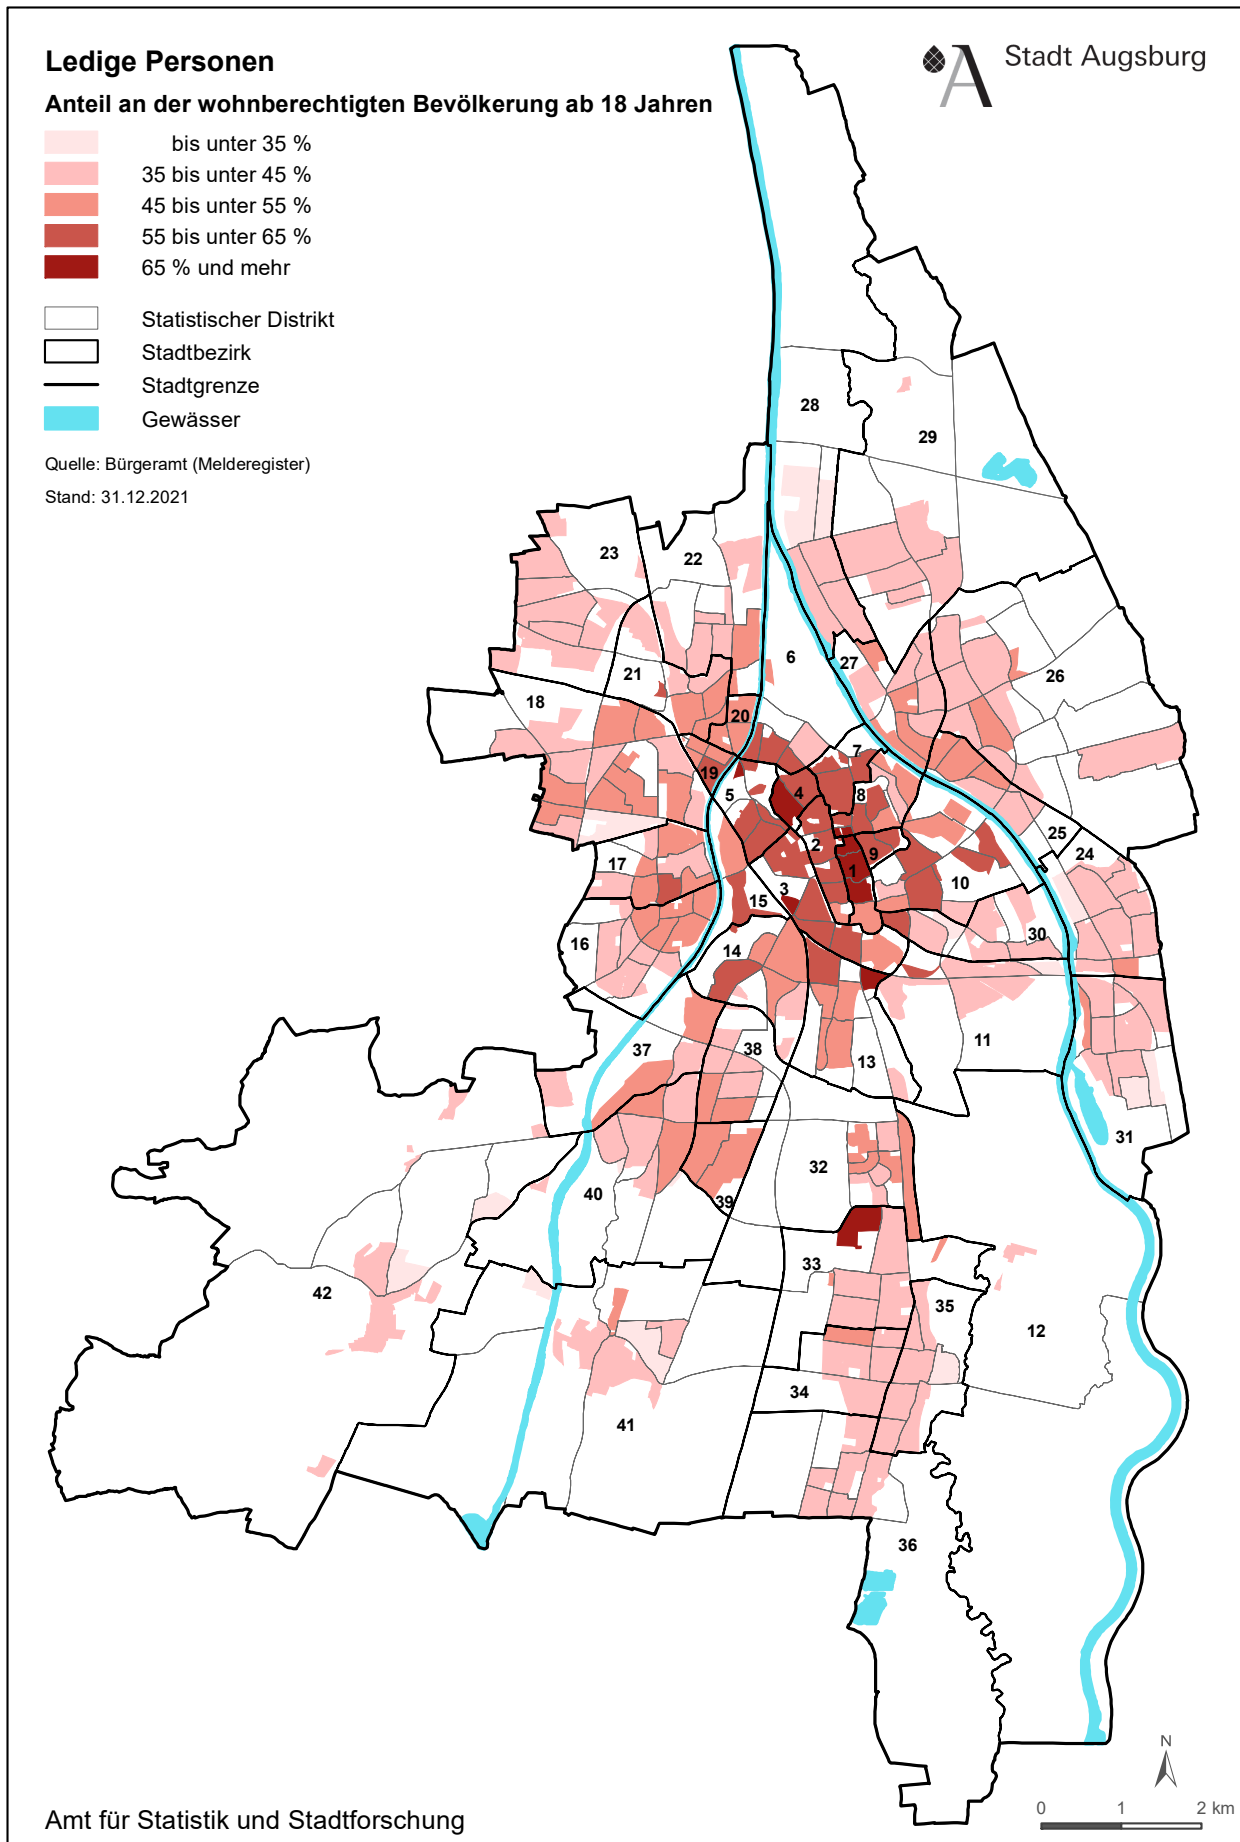 Ledige Personen
Stadt Augsburg
Anteil an der wohnberechtigten Bevölkerung ab 18 Jahren
bis unter 35 %
35 bis unter 45 %
45 bis unter 55 %
55 bis unter 65 %
65 % und mehr
Statistischer Distrikt
Stadtbezirk
Stadtgrenze
Gewässer
Quelle: Bürgeramt (Melderegister)
Stand: 31.12.2021
28
29
23
22
6
27
26
21
18
20
7
19
5
4
8
2
25
24
17
9
1
3
10
15
16
14
30
37
38
13
11
31
32
40
39
33
42
35
12
34
41
36
N
0 1 2 km
Amt für Statistik und Stadtforschung